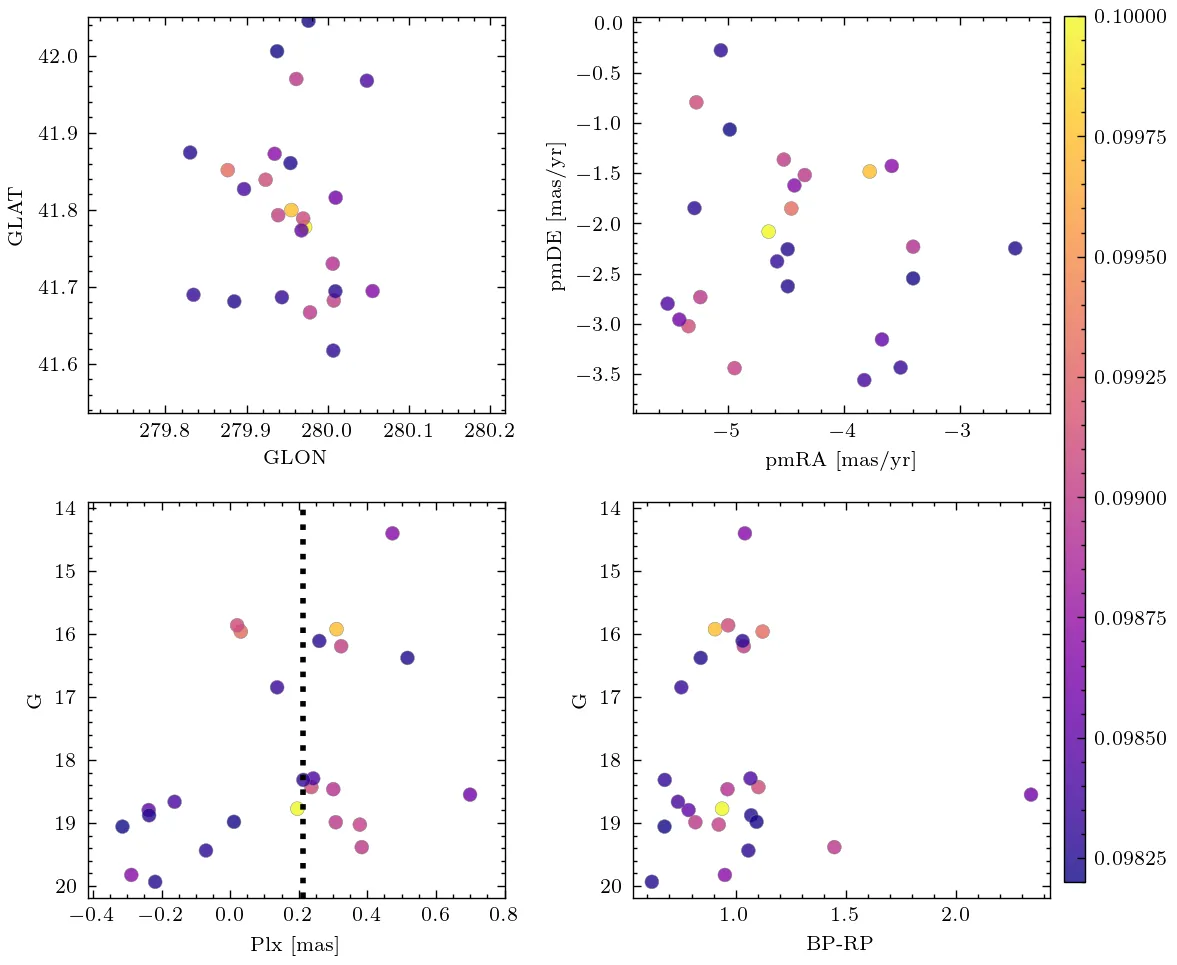 42.0
41.9
41.8
41.7
41.6
GLAT
279.8 279.9 280.0 280.1 280.2
GLON
0.0
−0.5
−1.0
−1.5
−2.0
−2.5
−3.0
−3.5
pmDE [mas/yr]
−5 −4 −3
pmRA [mas/yr]
0.10000
0.09975
0.09950
0.09925
0.09900
0.09875
0.09850
0.09825
14
15
16
17
18
19
20
G
−0.4 −0.2 0.0 0.2 0.4 0.6 0.8
Plx [mas]
14
15
16
17
18
19
20
G
1.0 1.5 2.0
BP-RP